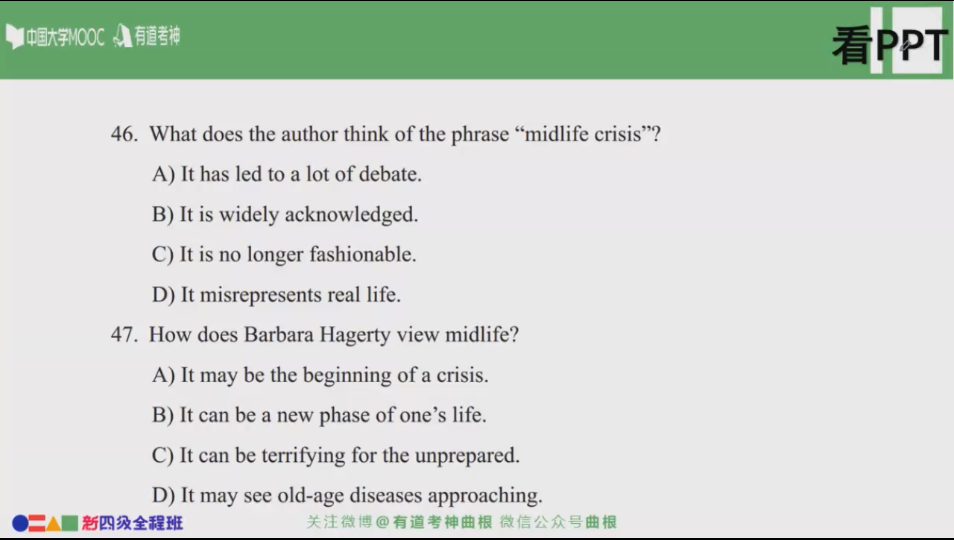 中国大学MOOC 有道考神
看PPT
46. What does the author think of the phrase “midlife crisis”?
A) It has led to a lot of debate.
B) It is widely acknowledged.
C) It is no longer fashionable.
D) It misrepresents real life.
47. How does Barbara Hagerty view midlife?
A) It may be the beginning of a crisis.
B) It can be a new phase of one’s life.
C) It can be terrifying for the unprepared.
D) It may see old-age diseases approaching.
新四级全程班 关注微博@有道考神曲根 微信公众号曲根